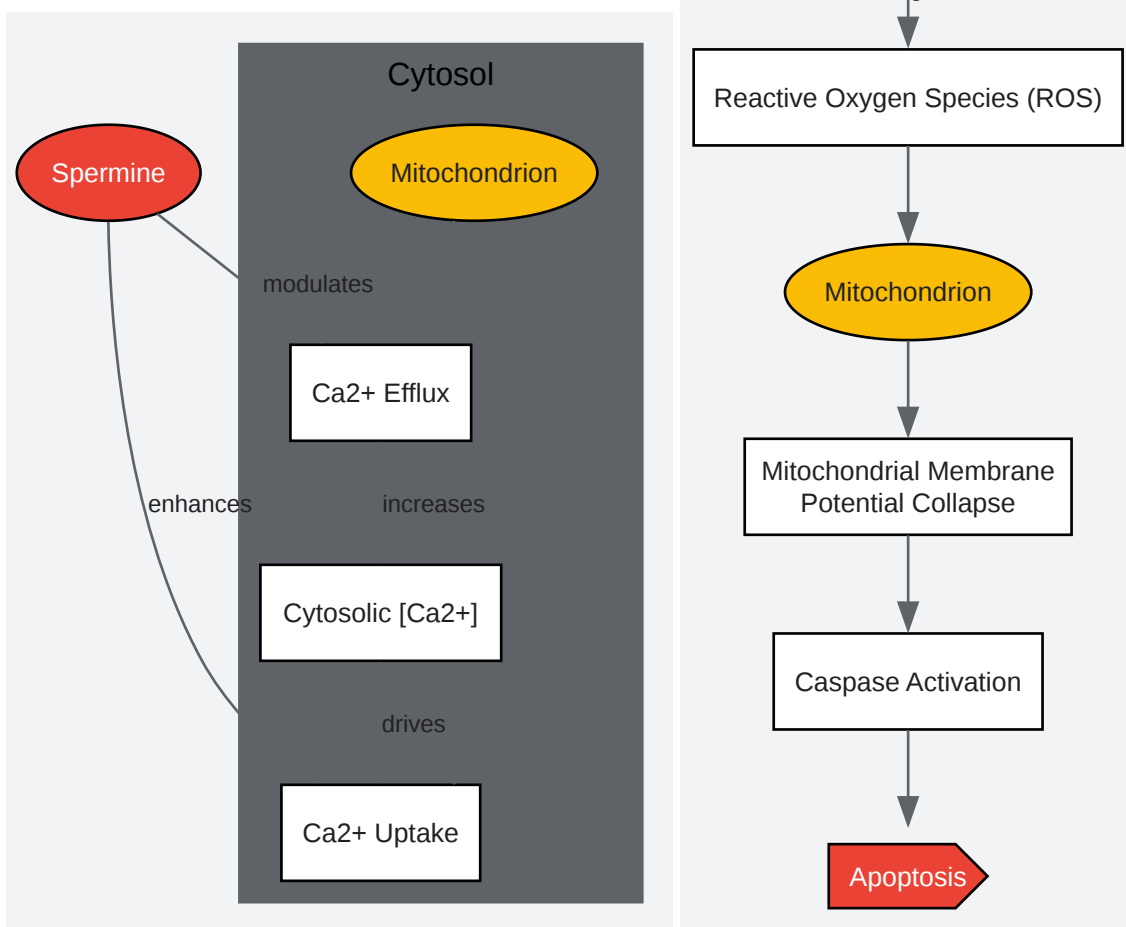 Cytosol
Spermine
Mitochondrion
modulates
Ca2+ Efflux
enhances
increases
Cytosolic [Ca2+]
drives
Ca2+ Uptake
Reactive Oxygen Species (ROS)
Mitochondrion
Mitochondrial Membrane
Potential Collapse
Caspase Activation
Apoptosis